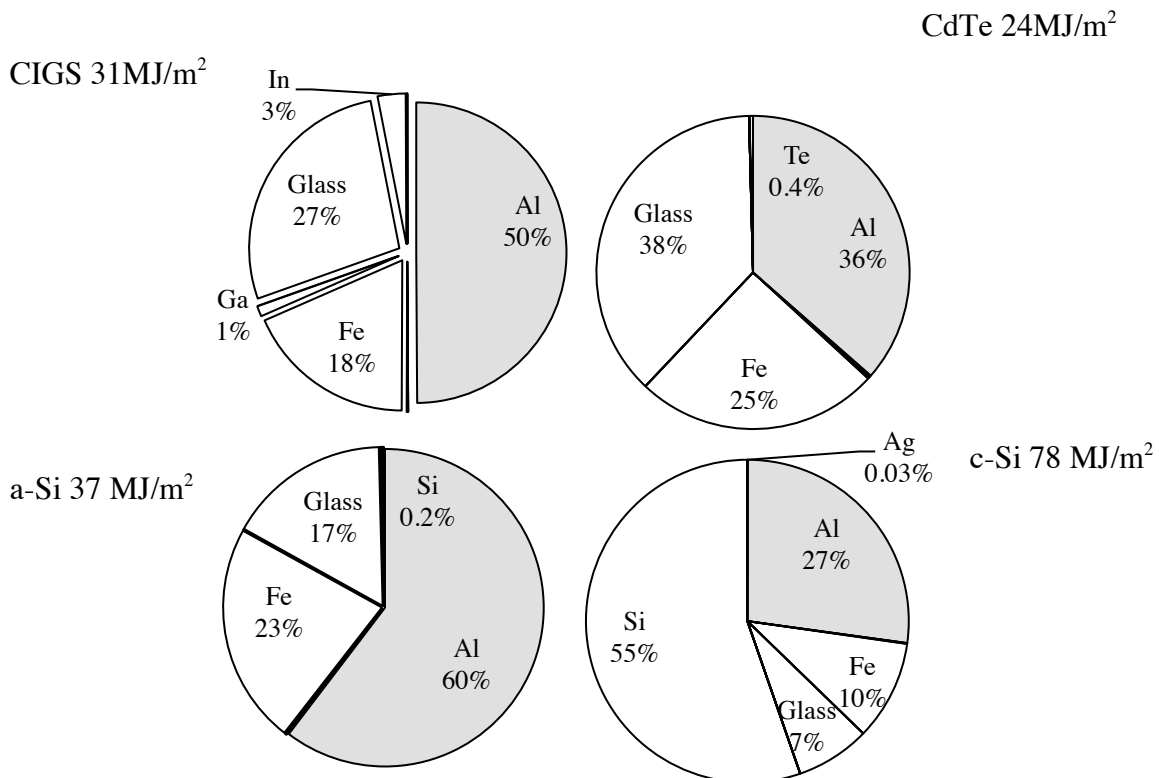 CdTe 24MJ/m²
CIGS 31MJ/m²
In
3%
Glass
27%
Al
50%
Ga
1%
Fe
18%
Te
0.4%
Glass
38%
Al
36%
Fe
25%
a-Si 37 MJ/m²
Si
0.2%
Glass
17%
Fe
23%
Al
60%
c-Si 78 MJ/m²
Ag
0.03%
Al
27%
Si
55%
Fe
10%
Glass
7%